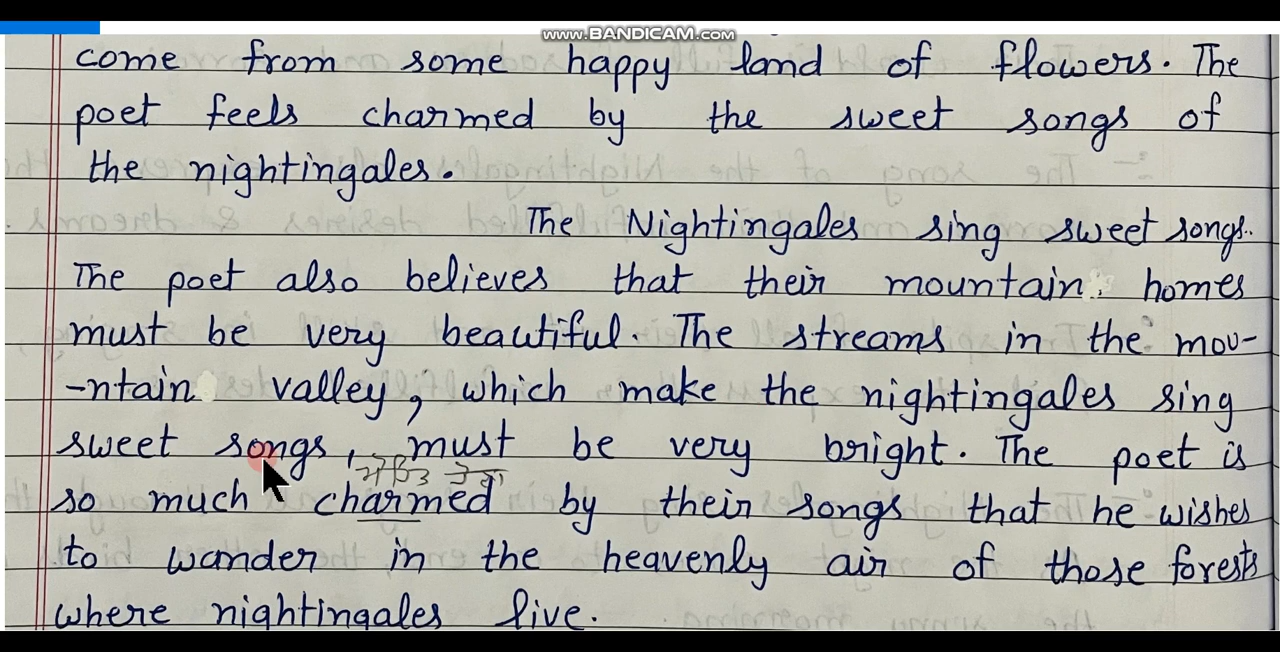 www.BANDICAM.com
come from some happy land of flowers. The
poet feels charmed by the sweet songs of
the nightingales.
The Nightingales sing sweet songs.
The poet also believes that their mountain homes
must be very beautiful. The streams in the mou-
-ntain valley, which make the nightingales sing
sweet songs, must be very bright. The poet is
so much charmed by their songs that he wishes
to wander in the heavenly air of those forests
where nightingales live.